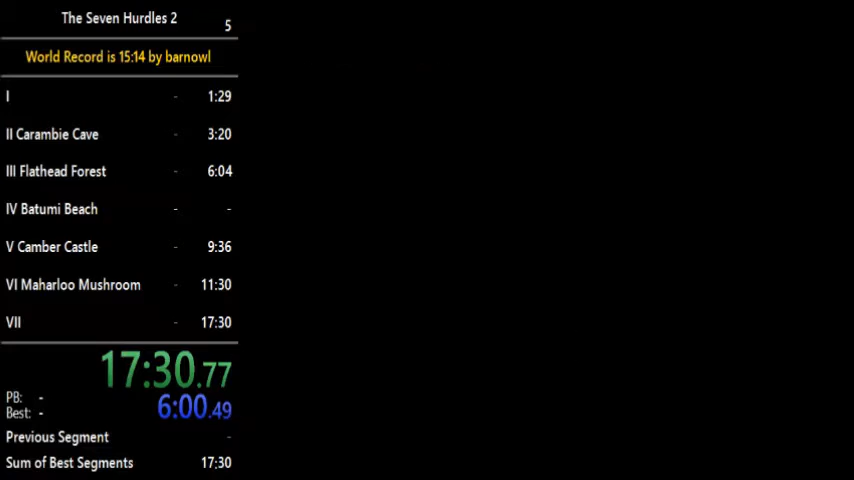 The Seven Hurdles 2
5
World Record is 15:14 by barnowl
I - 1:29
II Carambie Cave - 3:20
III Flathead Forest - 6:04
IV Batumi Beach - -
V Camber Castle - 9:36
VI Maharloo Mushroom - 11:30
VII - 17:30
17:30.77
PB: -
Best: -
6:00.49
Previous Segment -
Sum of Best Segments 17:30